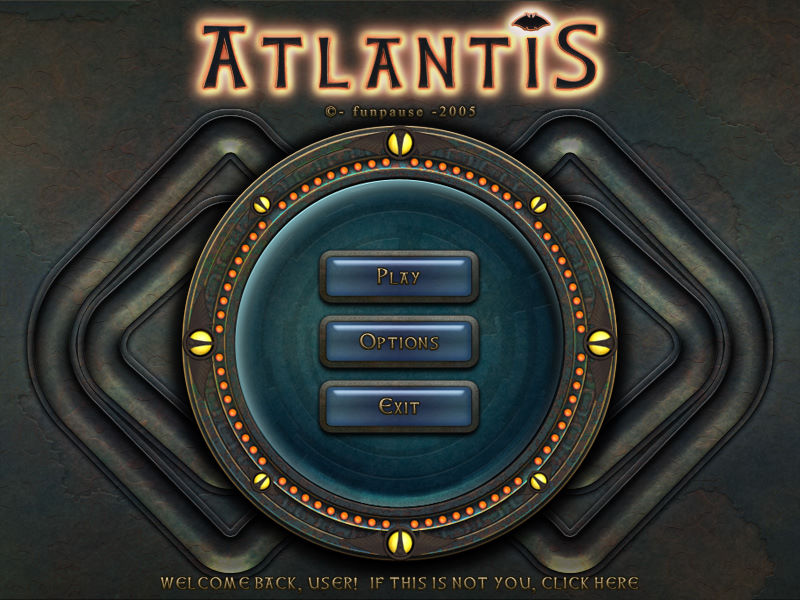 ATLANTIS
©- funpause -2005
PLAY
OPTIONS
EXIT
WELCOME BACK, USER! IF THIS IS NOT YOU, CLICK HERE